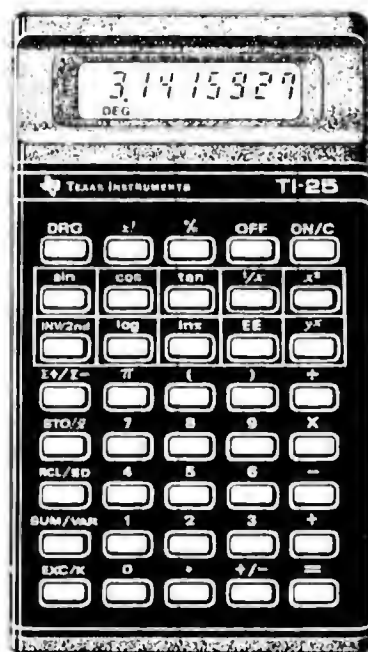 3.1415927
DEG
TEXAS INSTRUMENTS TI-25
DRG x! % OFF ON/C
sin cos tan 1/x x²
INV/2nd log lnx EE yˣ
Σ+/Σ- π ( ) ÷
STO/x̄ 7 8 9 X
RCL/SD 4 5 6 -
SUM/VAR 1 2 3 +
EXC/K 0 • +/- =